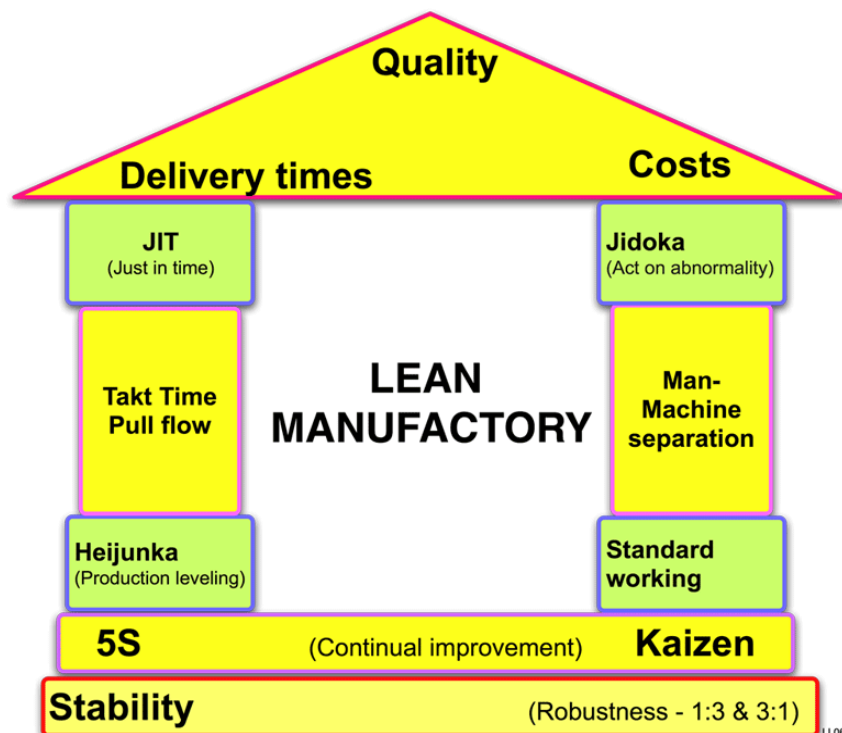 Quality
Delivery times
Costs
JIT
(Just in time)
Jidoka
(Act on abnormality)
Takt Time
Pull flow
LEAN
MANUFACTORY
Man-
Machine
separation
Heijunka
(Production leveling)
Standard
working
5S (Continual improvement) Kaizen
Stability (Robustness - 1:3 & 3:1)